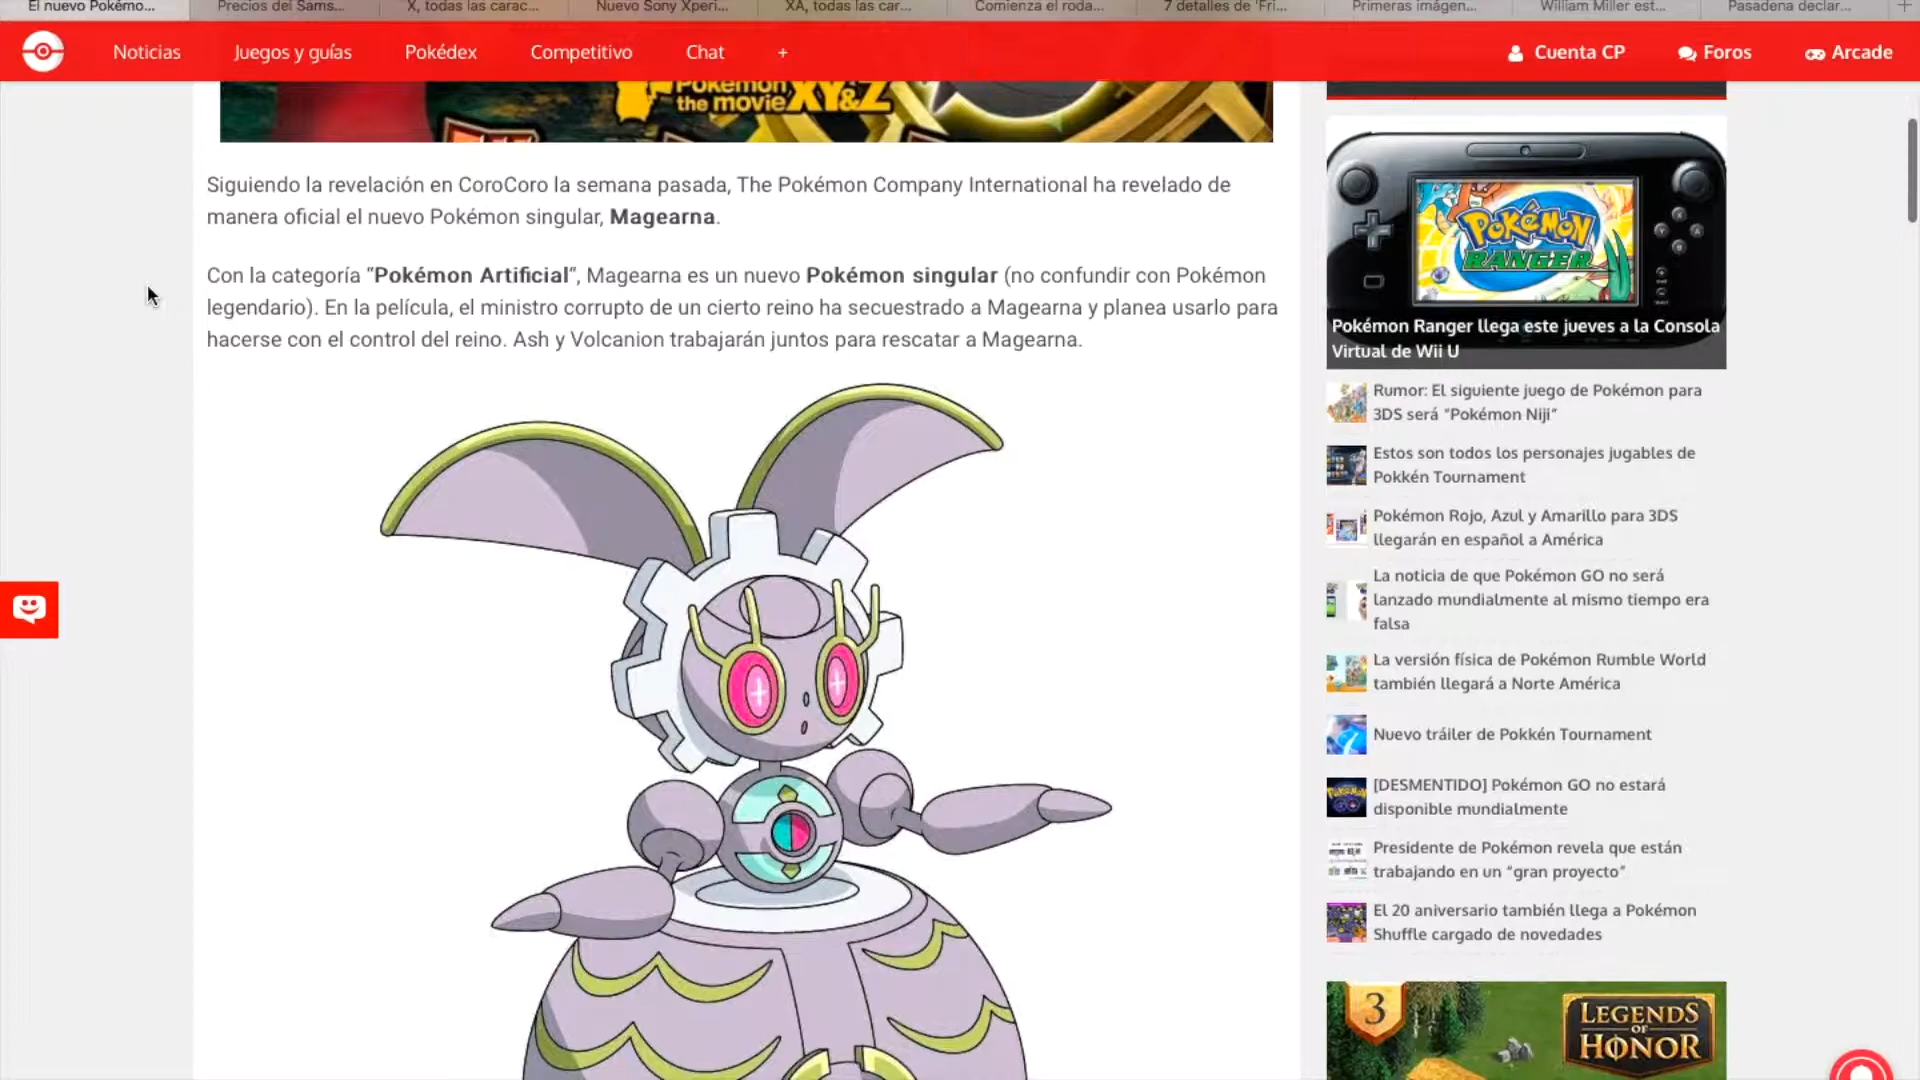 El nuevo Pokémo...
Precios del Sams...
X, todas las carac...
Nuevo Sony Xperi...
XA, todas las car...
Comienza el roda...
7 detalles de 'Fri...
Primeras imágen...
William Miller est...
Pasadena declar...
Noticias
Juegos y guías
Pokédex
Competitivo
Chat
+
Cuenta CP
Foros
Arcade
Pokémon
the movie XY&Z
Siguiendo la revelación en CoroCoro la semana pasada, The Pokémon Company International ha revelado de
manera oficial el nuevo Pokémon singular, Magearna.
Con la categoría “Pokémon Artificial“, Magearna es un nuevo Pokémon singular (no confundir con Pokémon
legendario). En la película, el ministro corrupto de un cierto reino ha secuestrado a Magearna y planea usarlo para
hacerse con el control del reino. Ash y Volcanion trabajarán juntos para rescatar a Magearna.
POKéMON
RANGER
Pokémon Ranger llega este jueves a la Consola
Virtual de Wii U
Rumor: El siguiente juego de Pokémon para
3DS será “Pokémon Niji”
Estos son todos los personajes jugables de
Pokkén Tournament
Pokémon Rojo, Azul y Amarillo para 3DS
llegarán en español a América
La noticia de que Pokémon GO no será
lanzado mundialmente al mismo tiempo era
falsa
La versión física de Pokémon Rumble World
también llegará a Norte América
Nuevo tráiler de Pokkén Tournament
[DESMENTIDO] Pokémon GO no estará
disponible mundialmente
Presidente de Pokémon revela que están
trabajando en un “gran proyecto”
El 20 aniversario también llega a Pokémon
Shuffle cargado de novedades
3
LEGENDS
OF
HONOR